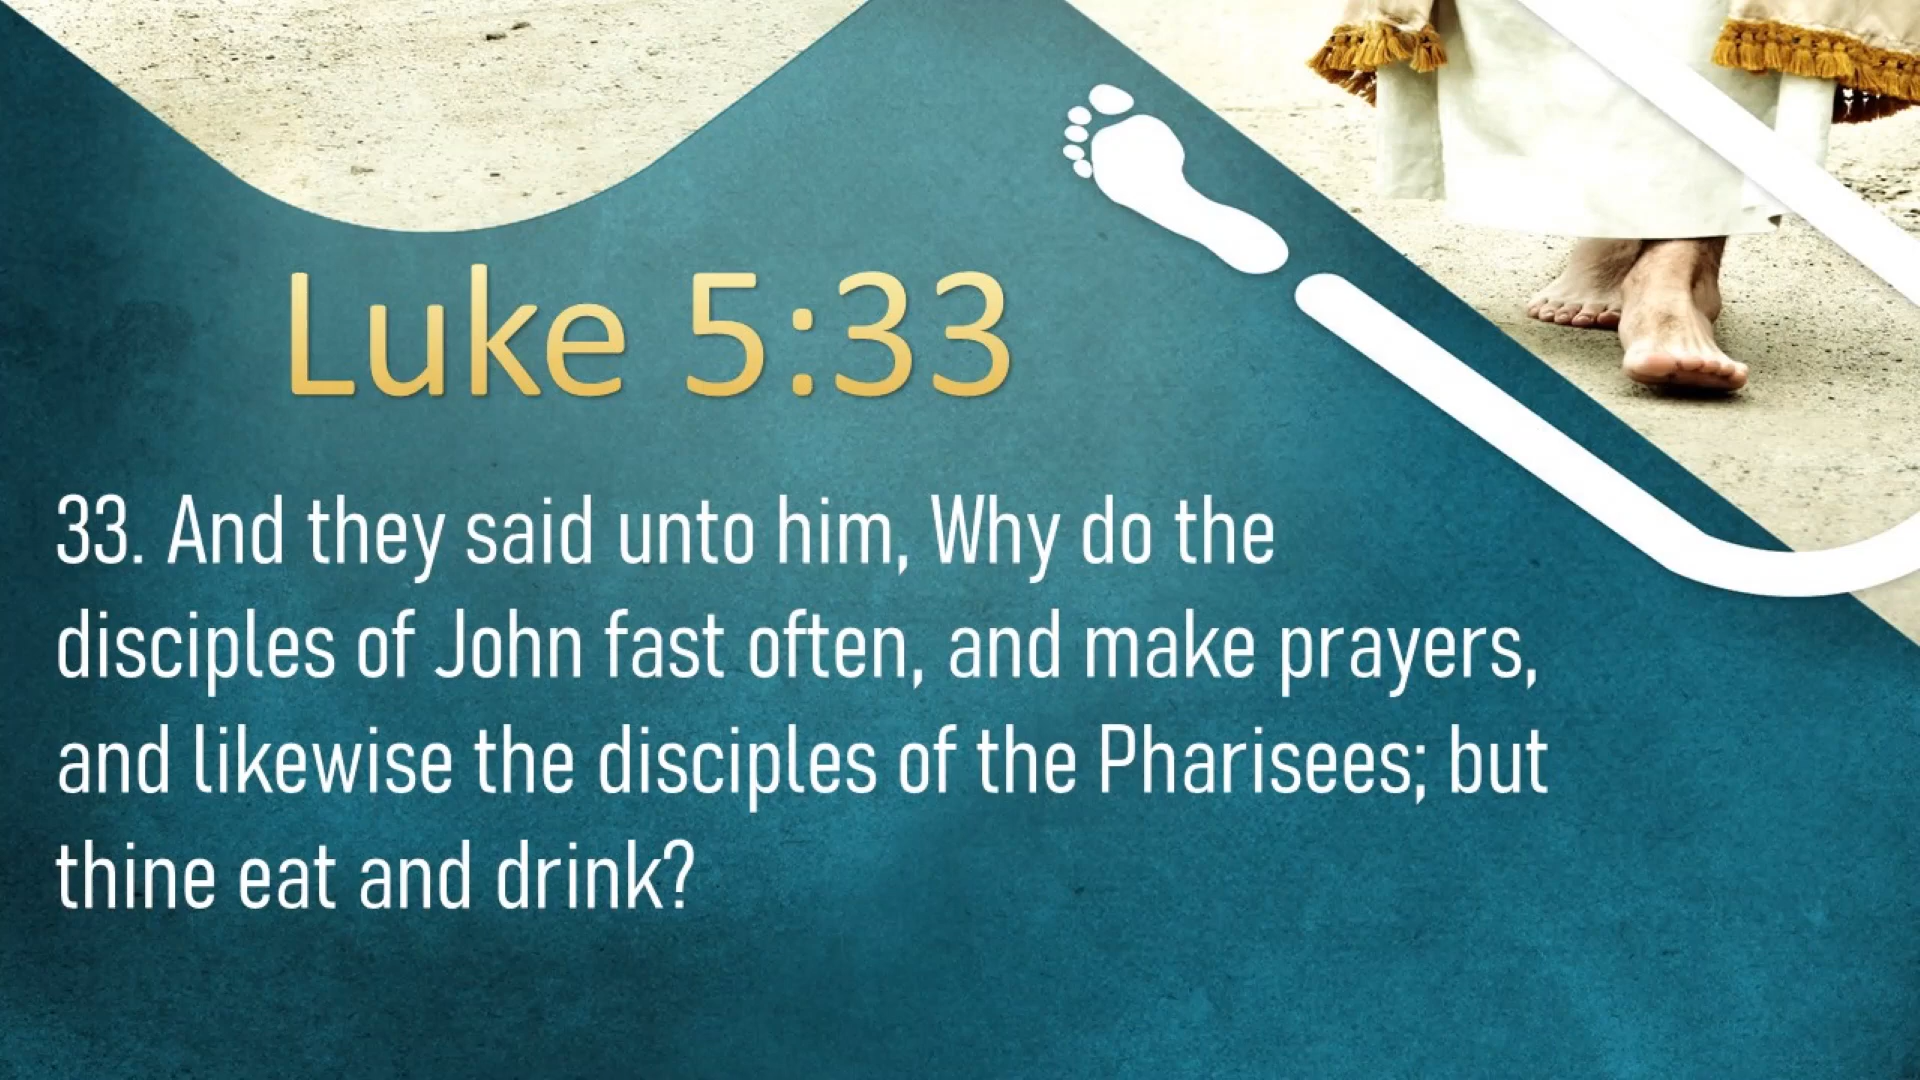 Luke 5:33
33. And they said unto him, Why do the
disciples of John fast often, and make prayers,
and likewise the disciples of the Pharisees; but
thine eat and drink?